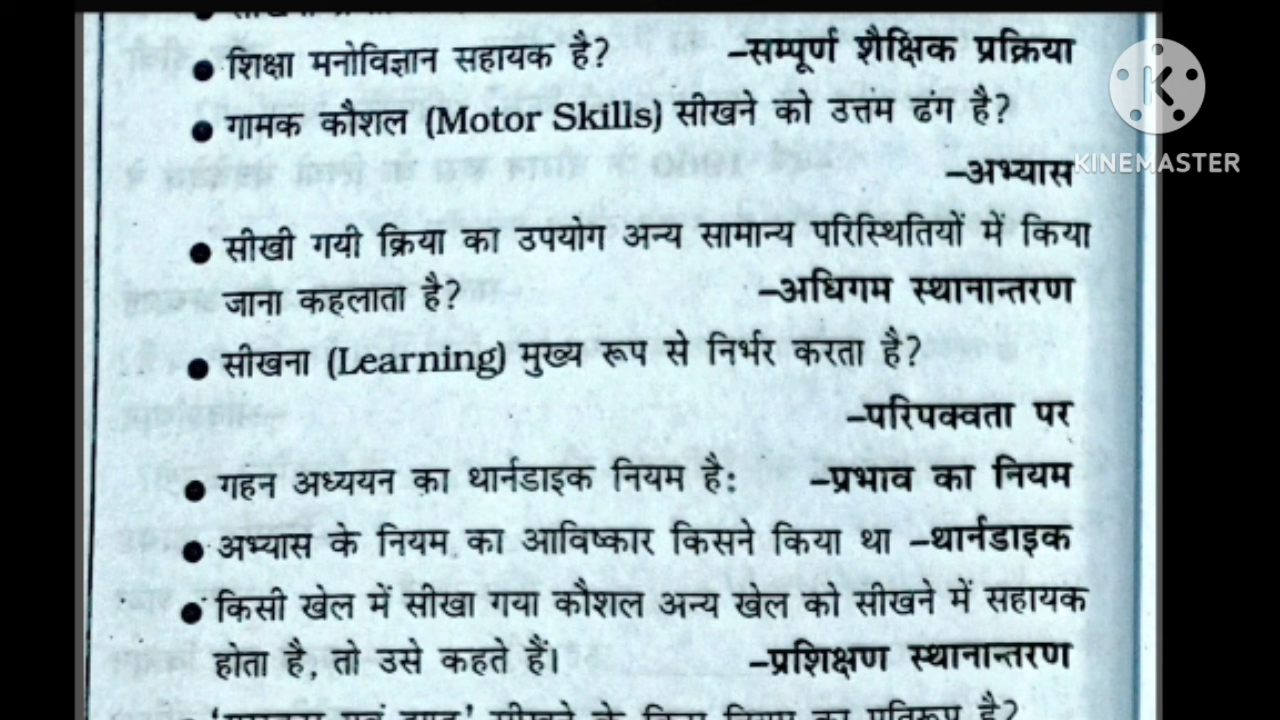 ● शिक्षा मनोविज्ञान सहायक है? –सम्पूर्ण शैक्षिक प्रक्रिया
● गामक कौशल (Motor Skills) सीखने को उत्तम ढंग है?
–अभ्यास
KINEMASTER
● सीखी गयी क्रिया का उपयोग अन्य सामान्य परिस्थितियों में किया
जाना कहलाता है? –अधिगम स्थानान्तरण
● सीखना (Learning) मुख्य रूप से निर्भर करता है?
–परिपक्वता पर
● गहन अध्ययन का थार्नडाइक नियम है: –प्रभाव का नियम
● अभ्यास के नियम का आविष्कार किसने किया था –थार्नडाइक
● किसी खेल में सीखा गया कौशल अन्य खेल को सीखने में सहायक
होता है, तो उसे कहते हैं। –प्रशिक्षण स्थानान्तरण